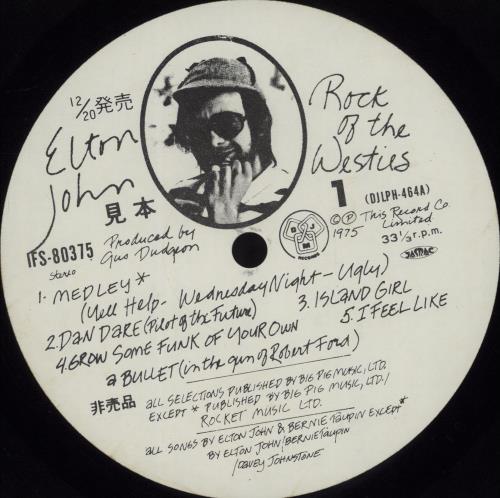 12/20発売
Elton
John
見本
Rock
of the
Westies
1
(DJLPH-464A)
IFS-80375
Stereo
Produced by
Gus Dudgeon
DJM
RECORDS
© ℗ This Record Co.
1975 Limited
33⅓ r.p.m.
JASRAC
1. MEDLEY*
(Yell Help - Wednesday Night - Ugly)
2. DAN DARE (Pilot of the Future)
3. ISLAND GIRL
4. GROW SOME FUNK OF YOUR OWN
5. I FEEL LIKE
a BULLET (in the gun of Robert Ford)
非売品
ALL SELECTIONS PUBLISHED BY BIG PIG MUSIC, LTD.
EXCEPT * PUBLISHED BY BIG PIG MUSIC, LTD./
ROCKET MUSIC LTD.
ALL SONGS BY ELTON JOHN & BERNIE TAUPIN EXCEPT*
BY ELTON JOHN/BERNIE TAUPIN
/DAVEY JOHNSTONE